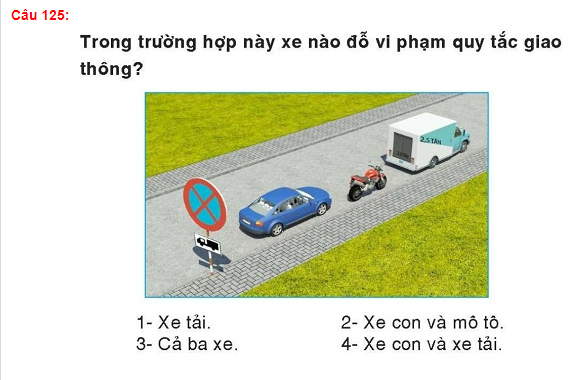 Câu 125:
Trong trường hợp này xe nào đỗ vi phạm quy tắc giao
thông?
2,5 TẤN
1- Xe tải.
2- Xe con và mô tô.
3- Cả ba xe.
4- Xe con và xe tải.